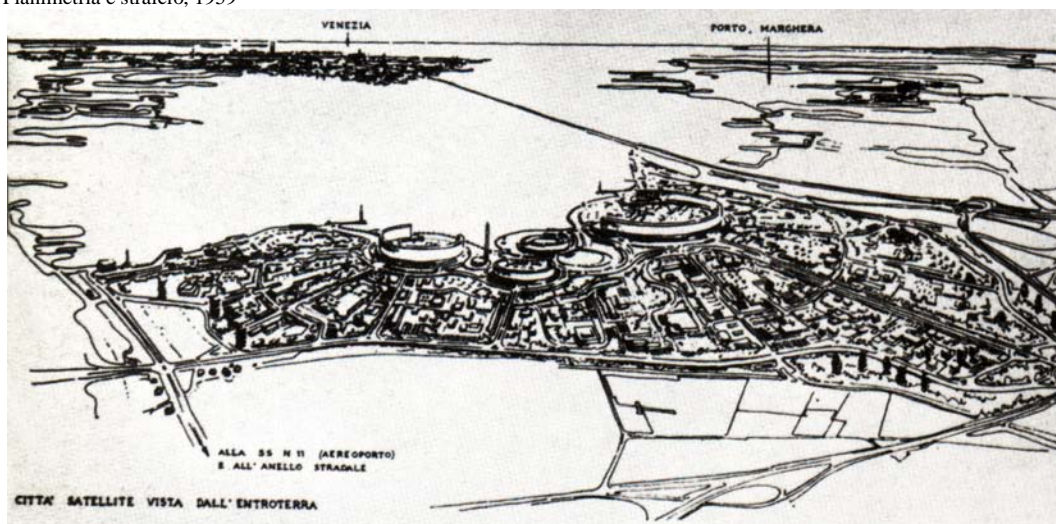 Planimetria e stralcio, 1959
VENEZIA
PORTO, MARGHERA
ALLA SS N 11 (AEREOPORTO)
E ALL' ANELLO STRADALE
CITTA' SATELLITE VISTA DALL' ENTROTERRA